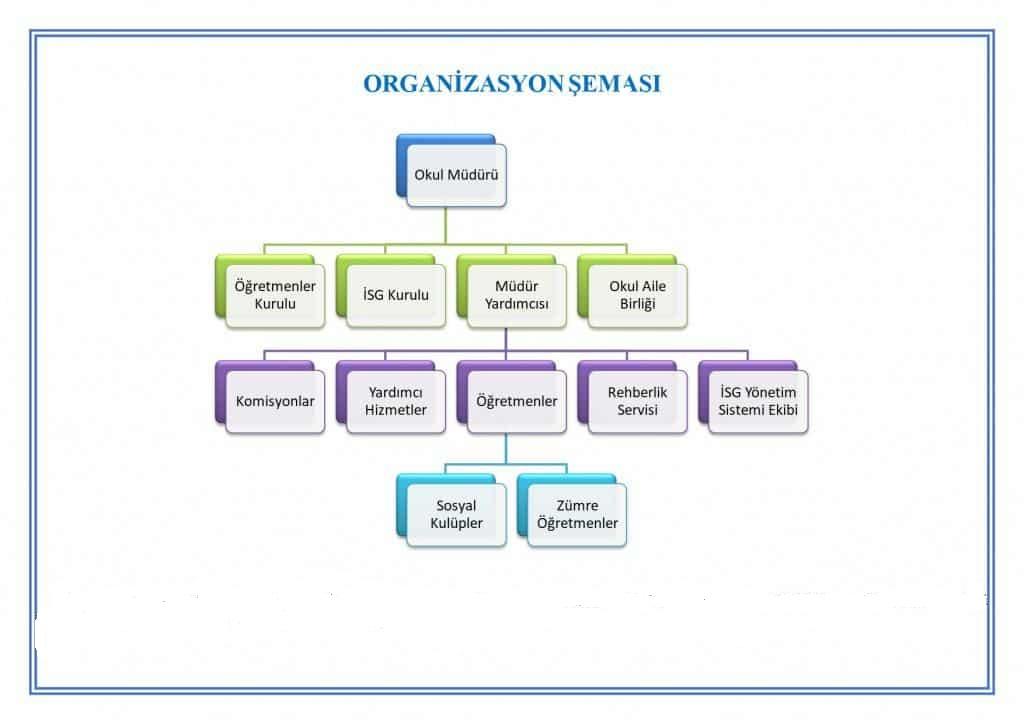 ORGANİZASYON ŞEMASI
Okul Müdürü
Öğretmenler
Kurulu
İSG Kurulu
Müdür
Yardımcısı
Okul Aile
Birliği
Komisyonlar
Yardımcı
Hizmetler
Öğretmenler
Rehberlik
Servisi
İSG Yönetim
Sistemi Ekibi
Sosyal
Kulüpler
Zümre
Öğretmenler